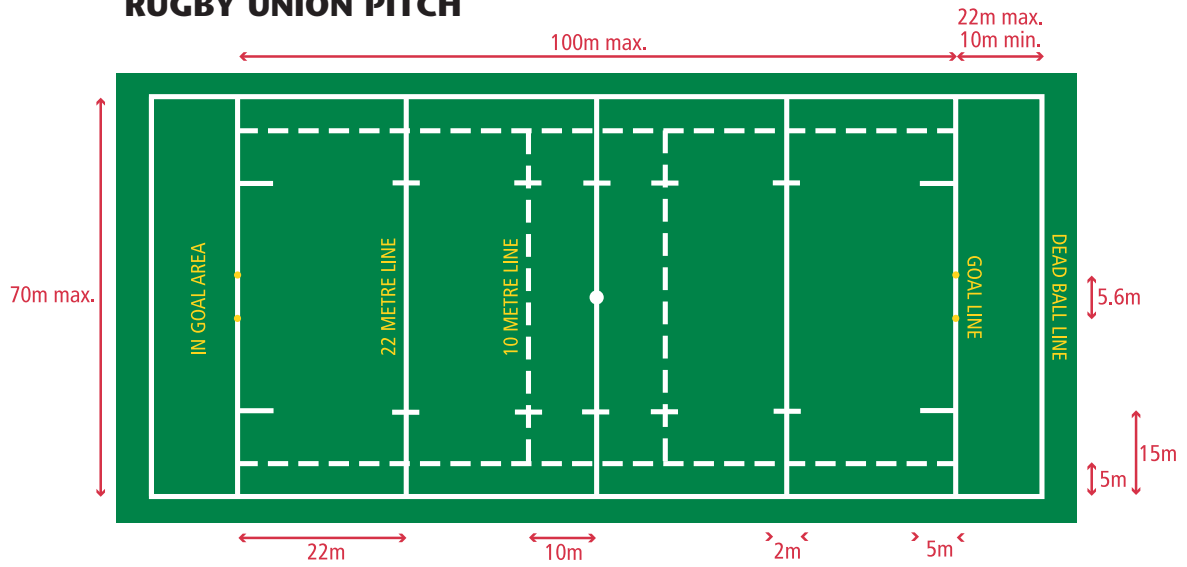 RUGBY UNION PITCH
22m max.
10m min.
100m max.
70m max.
IN GOAL AREA
22 METRE LINE
10 METRE LINE
GOAL LINE
DEAD BALL LINE
5.6m
15m
5m
22m
10m
2m
5m